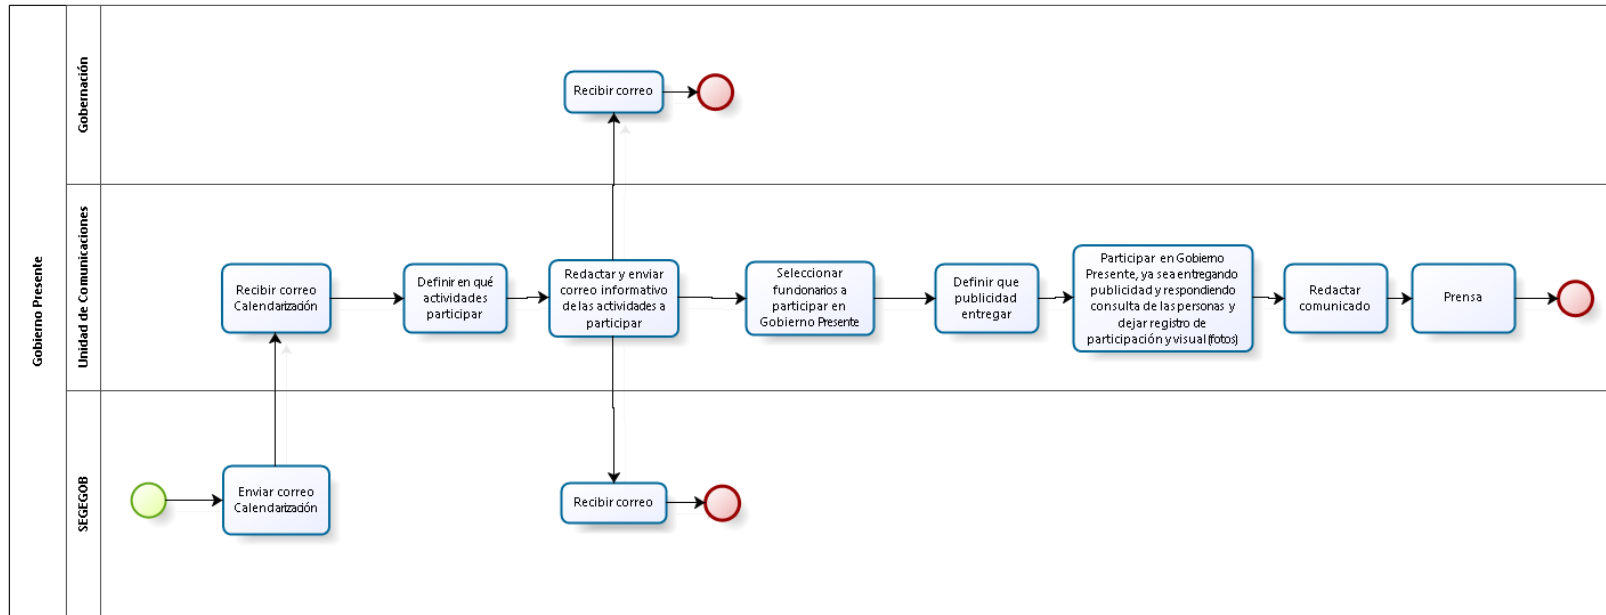 Gobierno Presente
Gobernación
Recibir correo
Unidad de Comunicaciones
Recibir correo
Calendarización
Definir en qué
actividades
participar
Redactar y enviar
correo informativo
de las actividades a
participar
Seleccionar
funcionarios a
participar en
Gobierno Presente
Definir que
publicidad
entregar
Participar en Gobierno
Presente, ya sea entregando
publicidad y respondiendo
consulta de las personas y
dejar registro de
participación y visual (fotos)
Redactar
comunicado
Prensa
SEGEGOB
Enviar correo
Calendarización
Recibir correo